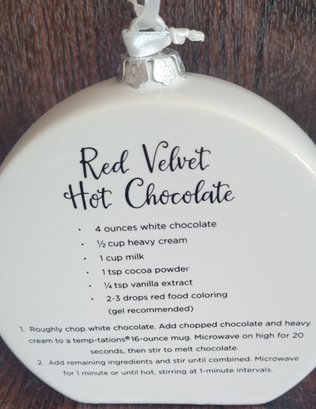 Red Velvet
Hot Chocolate
• 4 ounces white chocolate
• ½ cup heavy cream
• 1 cup milk
• 1 tsp cocoa powder
• ¼ tsp vanilla extract
• 2-3 drops red food coloring
(gel recommended)
1. Roughly chop white chocolate. Add chopped chocolate and heavy
cream to a temp-tations® 16-ounce mug. Microwave on high for 20
seconds, then stir to melt chocolate.
2. Add remaining ingredients and stir until combined. Microwave
for 1 minute or until hot, stirring at 1-minute intervals.